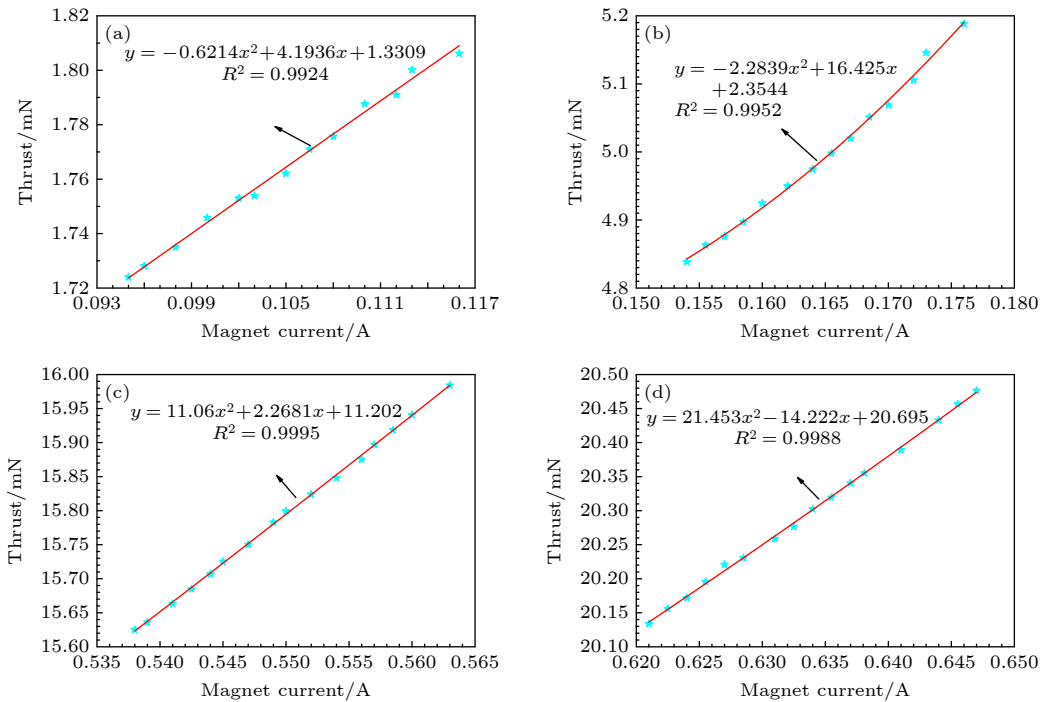 (a)
y = −0.6214x²+4.1936x+1.3309
R² = 0.9924
1.82
1.80
1.78
1.76
1.74
1.72
Thrust/mN
0.093 0.099 0.105 0.111 0.117
Magnet current/A
(b)
y = −2.2839x²+16.425x
+2.3544
R² = 0.9952
5.2
5.1
5.0
4.9
4.8
Thrust/mN
0.150 0.155 0.160 0.165 0.170 0.175 0.180
Magnet current/A
(c)
y = 11.06x²+2.2681x+11.202
R² = 0.9995
16.00
15.95
15.90
15.85
15.80
15.75
15.70
15.65
15.60
Thrust/mN
0.535 0.540 0.545 0.550 0.555 0.560 0.565
Magnet current/A
(d)
y = 21.453x²−14.222x+20.695
R² = 0.9988
20.50
20.45
20.40
20.35
20.30
20.25
20.20
20.15
20.10
Thrust/mN
0.620 0.625 0.630 0.635 0.640 0.645 0.650
Magnet current/A